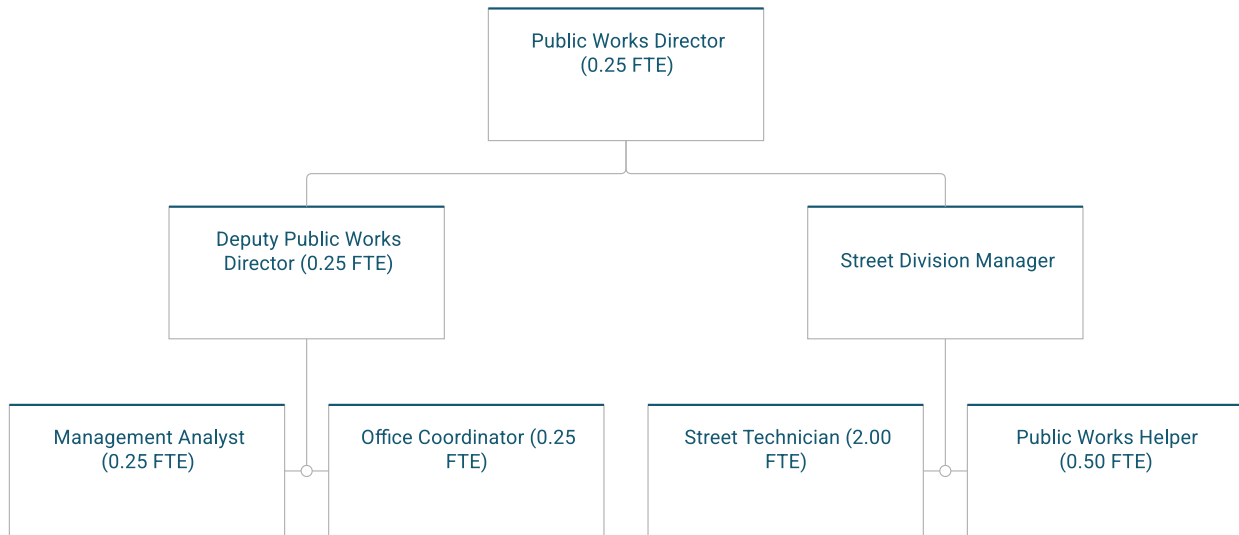 Public Works Director
(0.25 FTE)
Deputy Public Works
Director (0.25 FTE)
Street Division Manager
Management Analyst
(0.25 FTE)
Office Coordinator (0.25
FTE)
Street Technician (2.00
FTE)
Public Works Helper
(0.50 FTE)